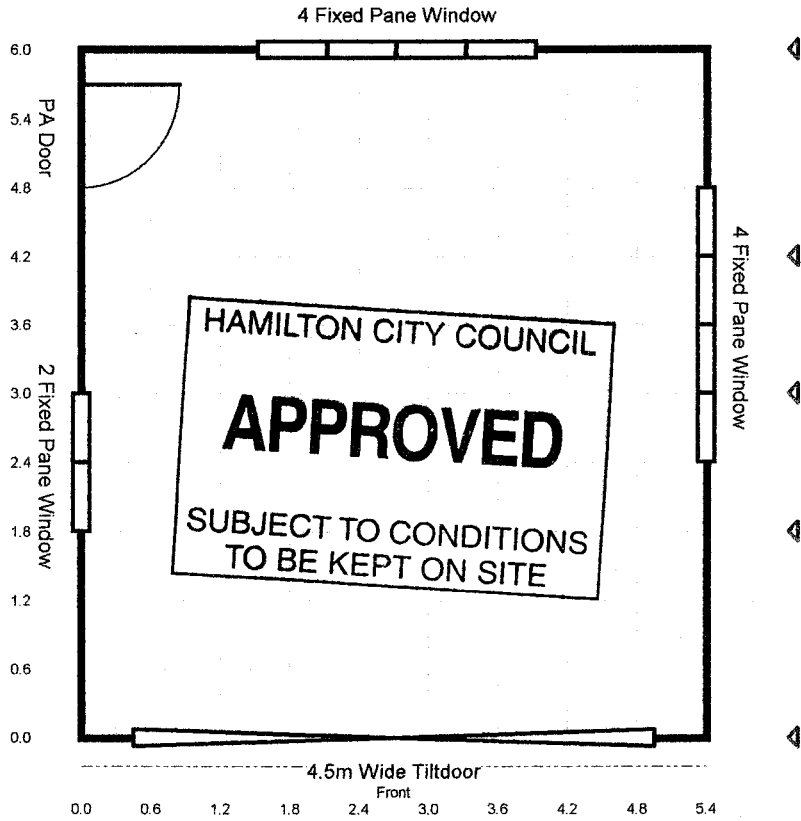 4 Fixed Pane Window
6.0
5.4
4.8
4.2
3.6
3.0
2.4
1.8
1.2
0.6
0.0
PA Door
2 Fixed Pane Window
4 Fixed Pane Window
HAMILTON CITY COUNCIL
APPROVED
SUBJECT TO CONDITIONS
TO BE KEPT ON SITE
4.5m Wide Tiltdoor
Front
0.0 0.6 1.2 1.8 2.4 3.0 3.6 4.2 4.8 5.4